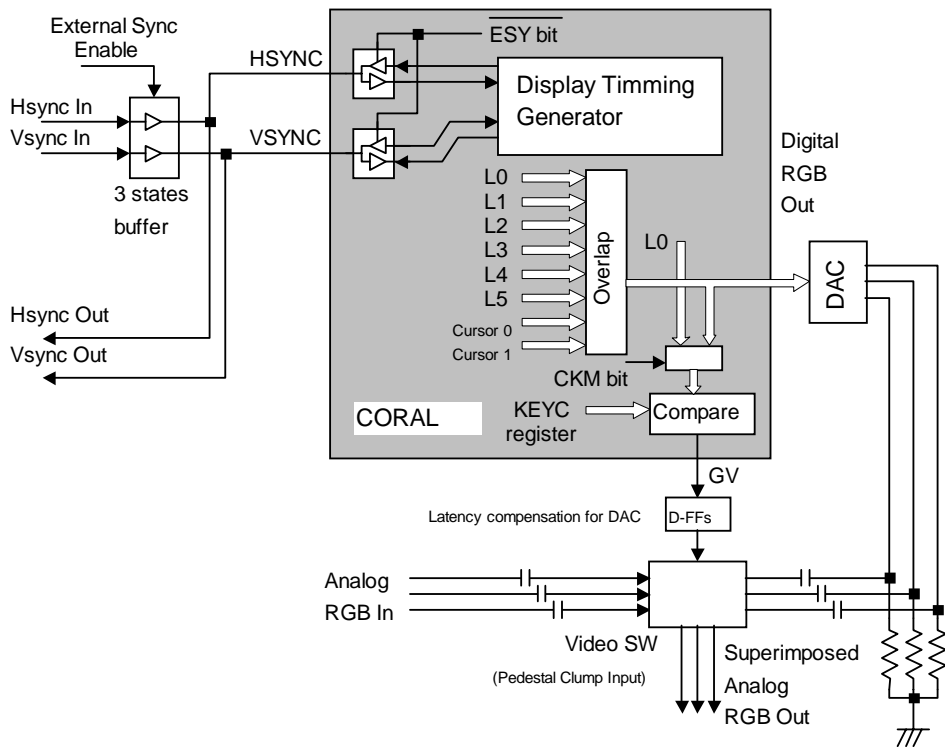 External Sync
Enable
Hsync In
Vsync In
3 states
buffer
HSYNC
VSYNC
ESY bit
Display Timming
Generator
Digital
RGB
Out
L0
L1
L2
L3
L4
L5
Cursor 0
Cursor 1
Overlap
L0
DAC
Hsync Out
Vsync Out
CKM bit
KEYC
register
Compare
CORAL
GV
Latency compensation for DAC
D-FFs
Analog
RGB In
Video SW
(Pedestal Clump Input)
Superimposed
Analog
RGB Out